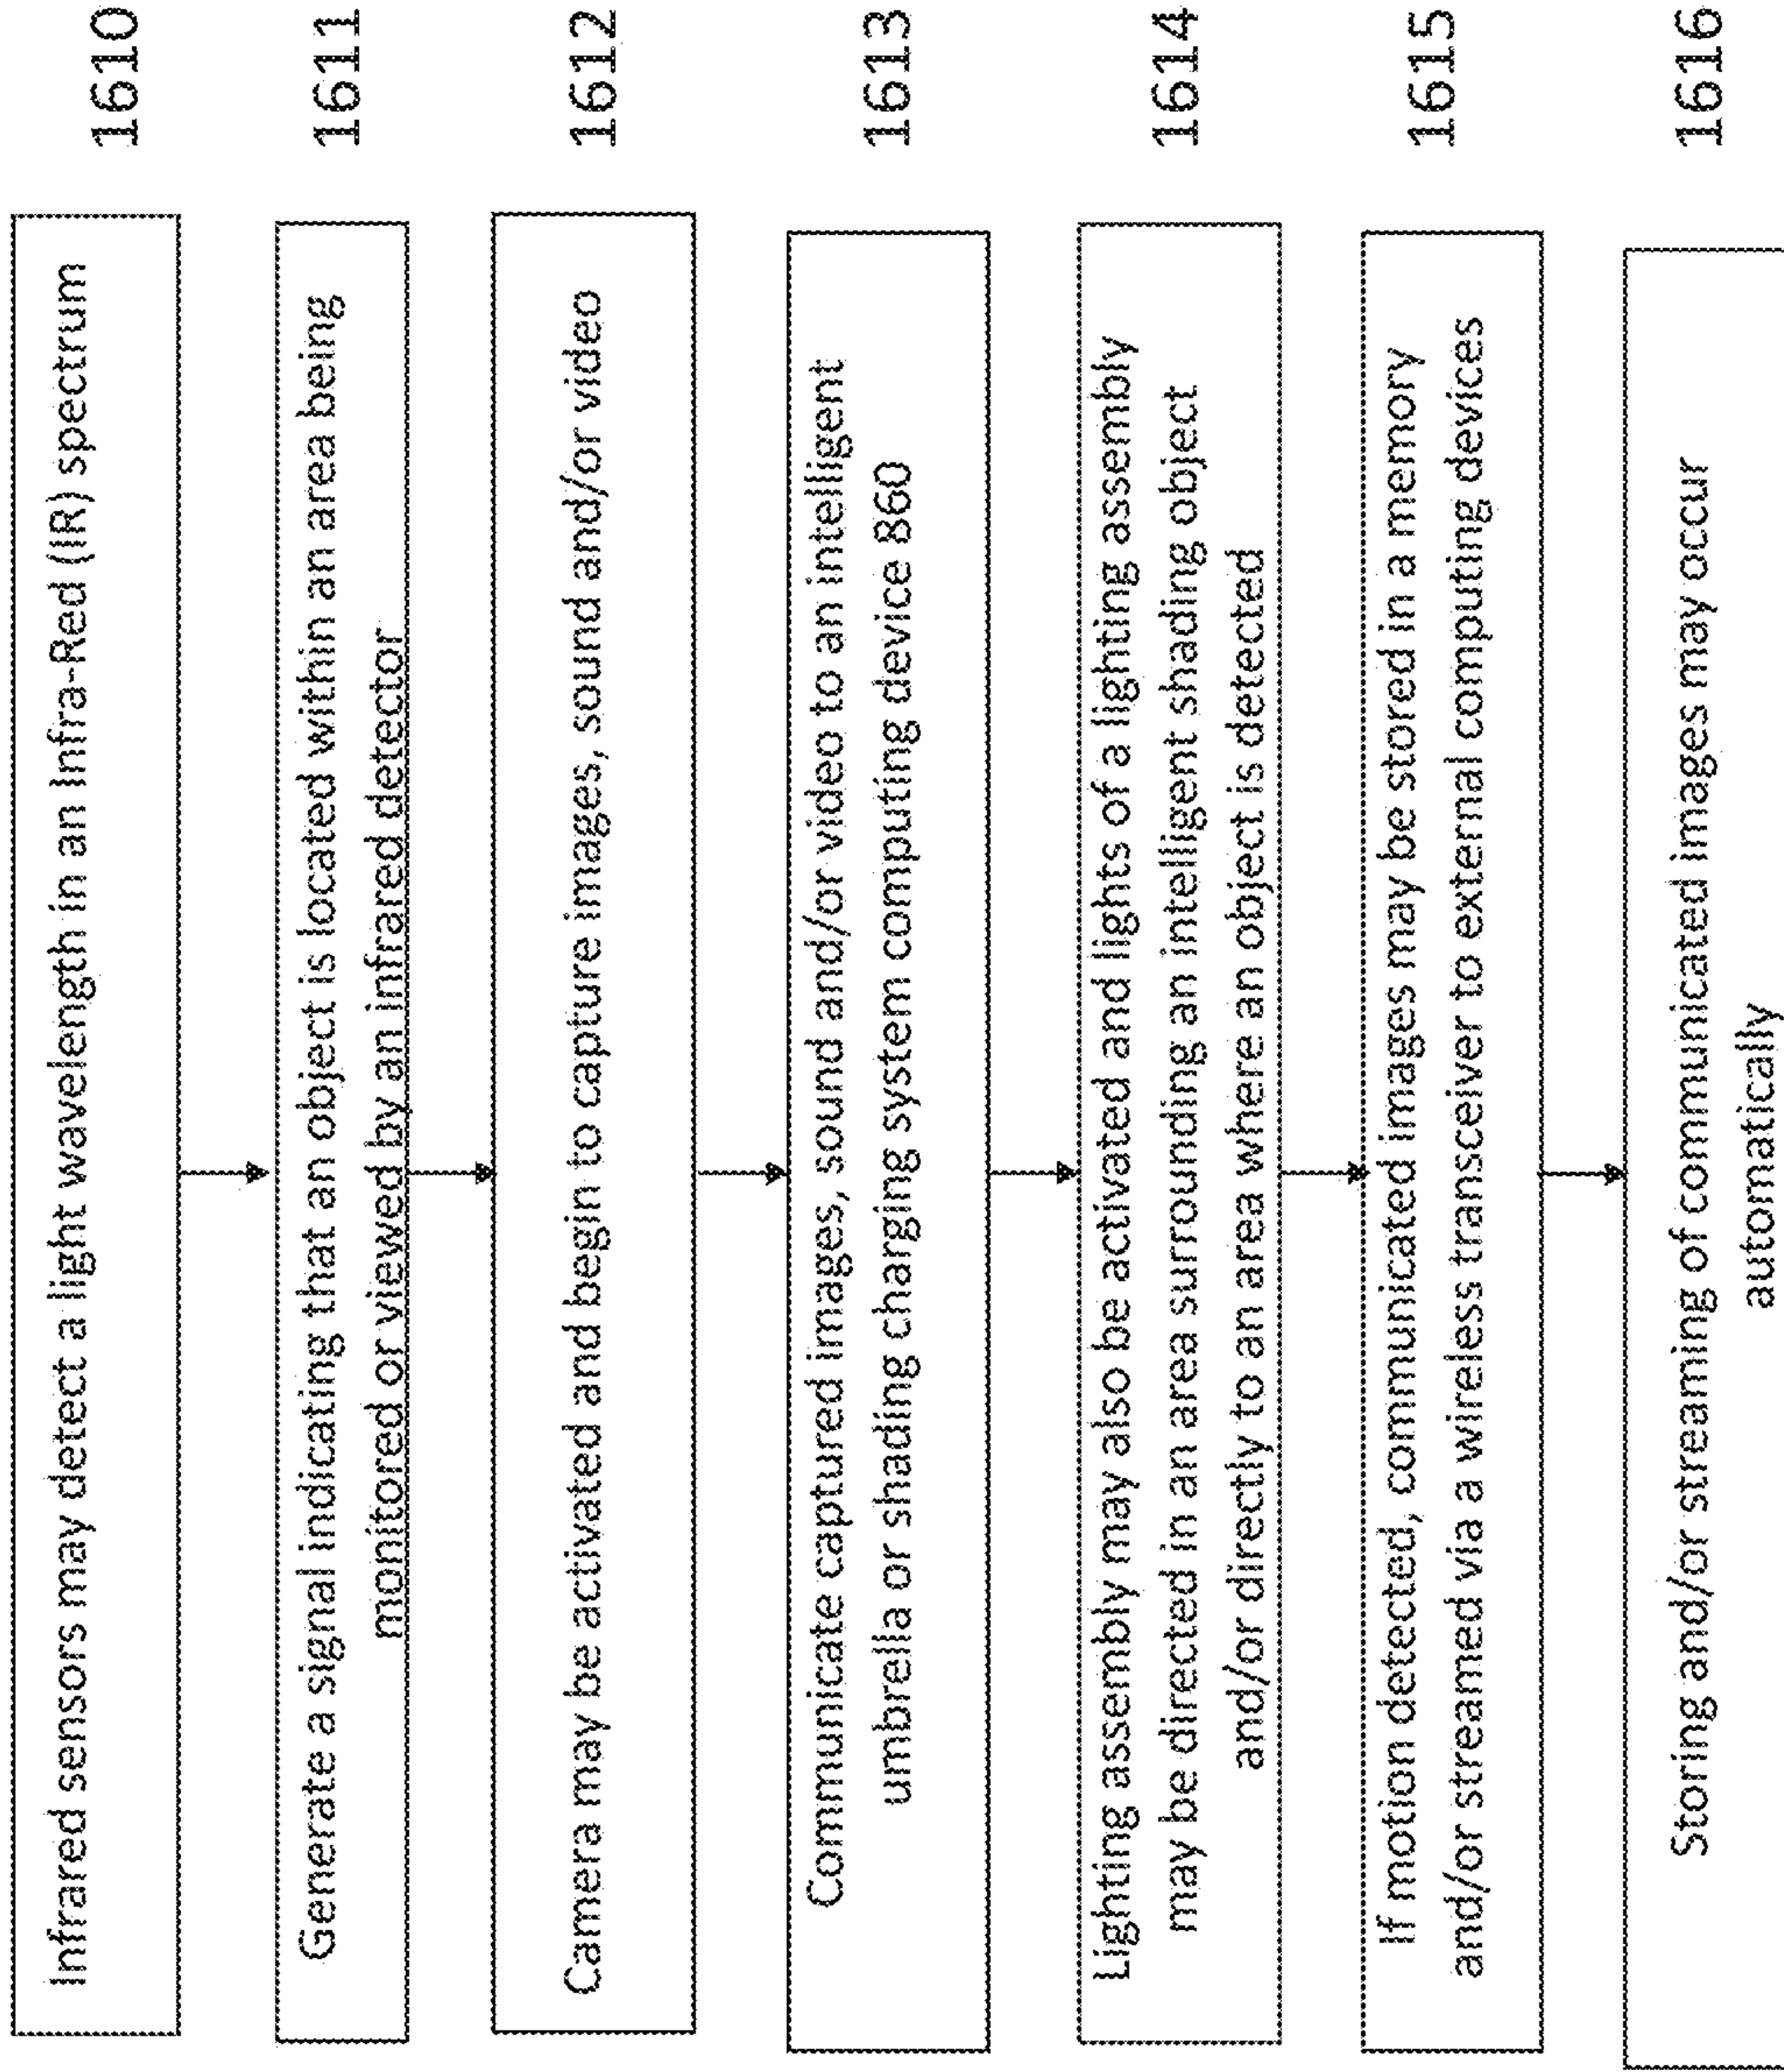 Infrared sensors may detect a light wavelength in an Infra-Red (IR) spectrum
1610
Generate a signal indicating that an object is located within an area being
monitored or viewed by an infrared detector
1611
Camera may be activated and begin to capture images, sound and/or video
1612
Communicate captured images, sound and/or video to an intelligent
umbrella or shading charging system computing device 860
1613
Lighting assembly may also be activated and lights of a lighting assembly
may be directed in an area surrounding an intelligent shading object
and/or directly to an area where an object is detected
1614
If motion detected, communicated images may be stored in a memory
and/or streamed via a wireless transceiver to external computing devices
1615
Storing and/or streaming of communicated images may occur
automatically
1616